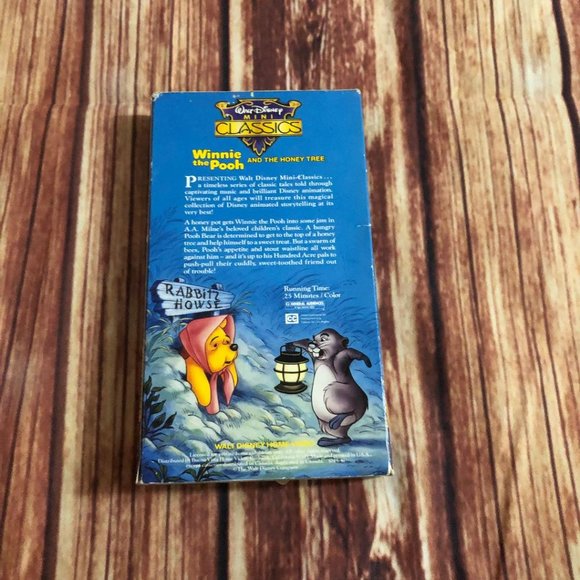 Walt Disney
MINI
CLASSICS
Winnie
the Pooh AND THE HONEY TREE
PRESENTING Walt Disney Mini-Classics...
a timeless series of classic tales told through
captivating music and brilliant Disney animation.
Viewers of all ages will treasure this magical
collection of Disney animated storytelling at its
very best!
A honey pot gets Winnie the Pooh into some jam in
A.A. Milne's beloved children's classic. A hungry
Pooh Bear is determined to get to the top of a honey
tree and help himself to a sweet treat. But a swarm of
bees, Pooh's appetite and stout waistline all work
against him – and it's up to his Hundred Acre pals to
push-pull their cuddly, sweet-toothed friend out
of trouble!
RABBITZ
HOWSE
Running Time:
25 Minutes / Color
CC
WALT DISNEY HOME VIDEO
© The Walt Disney Company